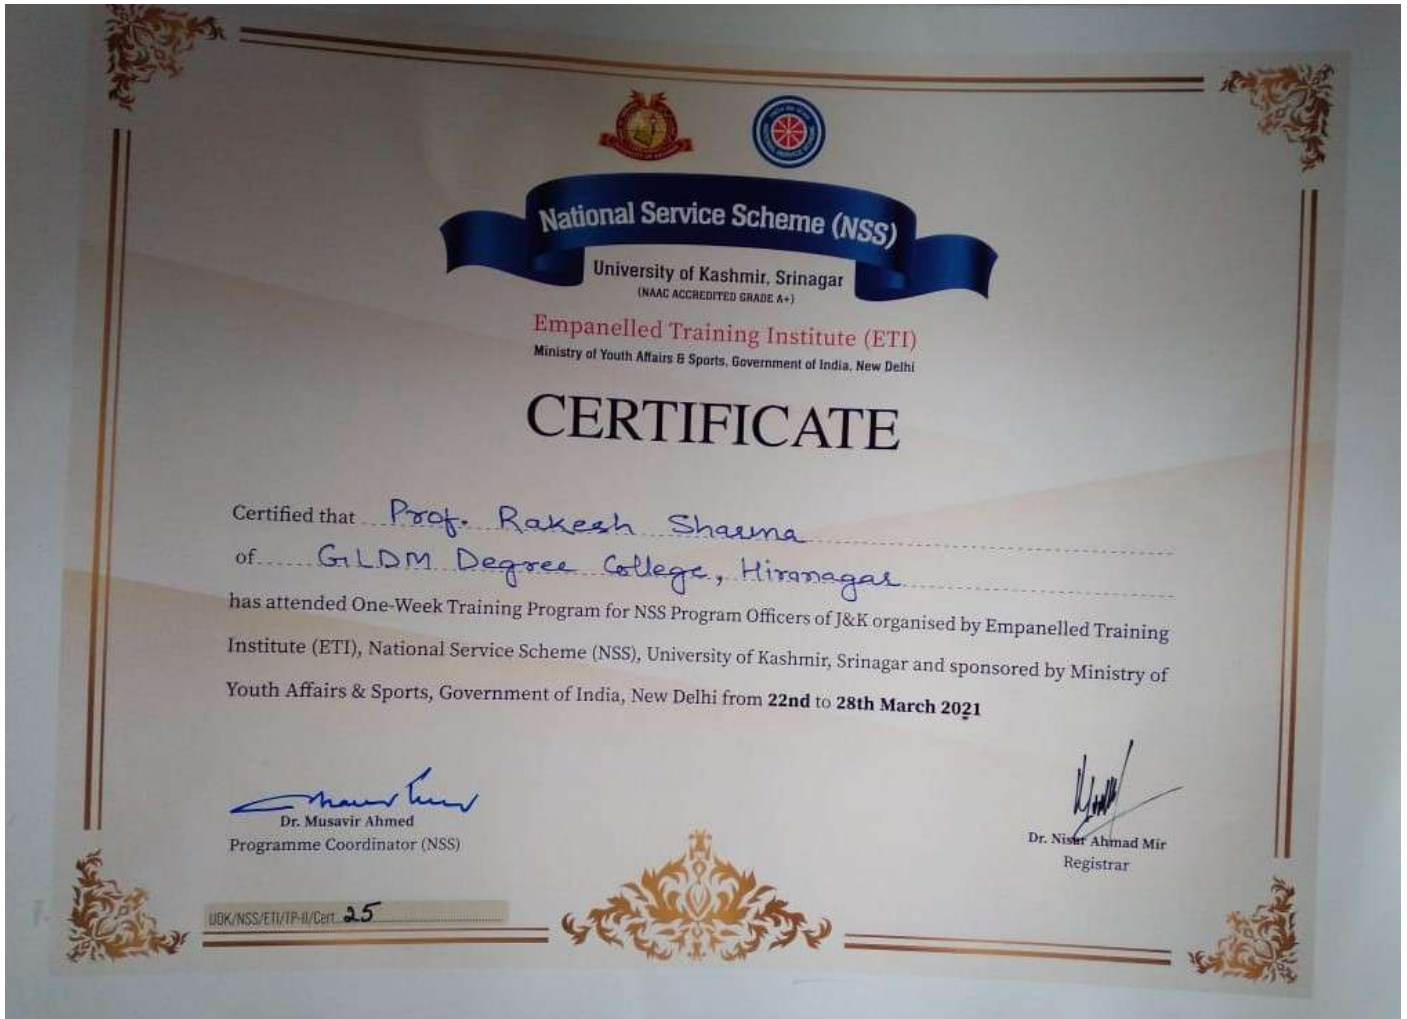 National Service Scheme (NSS)
University of Kashmir, Srinagar
(NAAC ACCREDITED GRADE A+)
Empanelled Training Institute (ETI)
Ministry of Youth Affairs & Sports, Government of India, New Delhi
CERTIFICATE
Certified that Prof. Rakesh Sharma
of GLDM Degree College, Hiranagar
has attended One-Week Training Program for NSS Program Officers of J&K organised by Empanelled Training
Institute (ETI), National Service Scheme (NSS), University of Kashmir, Srinagar and sponsored by Ministry of
Youth Affairs & Sports, Government of India, New Delhi from 22nd to 28th March 2021
Dr. Musavir Ahmed
Programme Coordinator (NSS)
Dr. Nisar Ahmad Mir
Registrar
UOK/NSS/ETI/TP-II/Cert 25